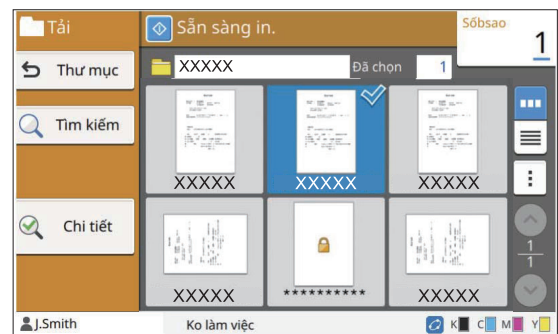 Tải
Sẵn sàng in.
Sốbsao
1
Thư mục
XXXXX
Đã chọn
1
Tìm kiếm
XXXXX
XXXXX
XXXXX
Chi tiết
1
1
XXXXX
**********
XXXXX
J.Smith
Ko làm việc
K
C
M
Y